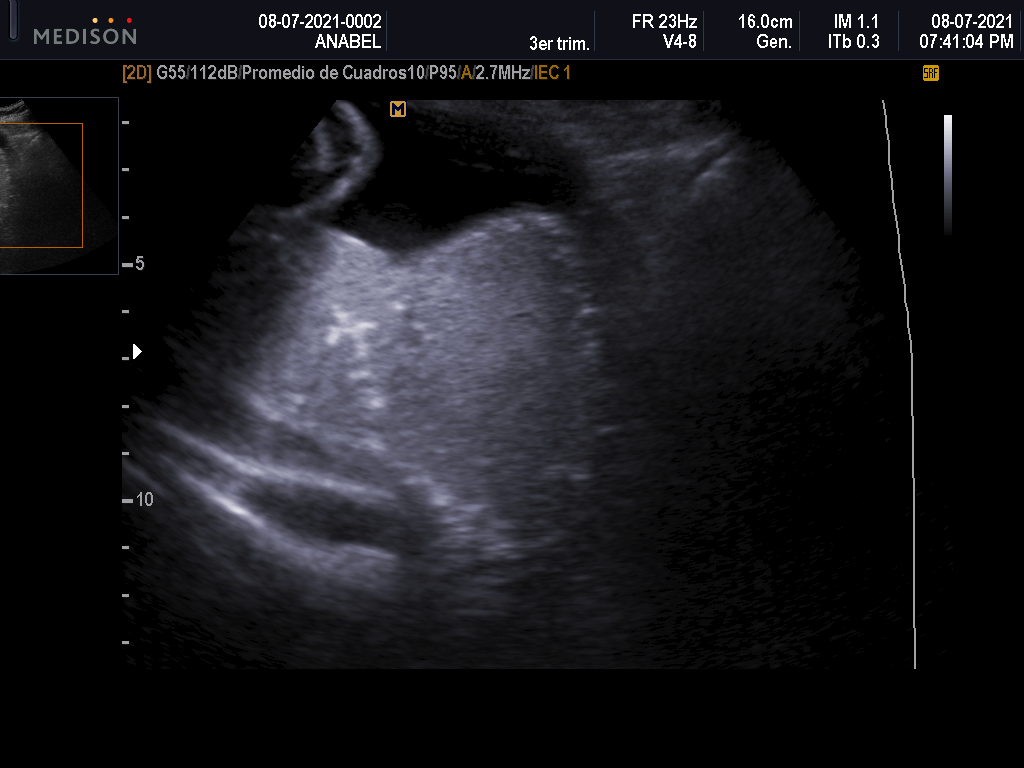 MEDISON
08-07-2021-0002
ANABEL
3er trim.
FR 23Hz
V4-8
16.0cm
Gen.
IM 1.1
ITb 0.3
08-07-2021
07:41:04 PM
[2D] G55/112dB/Promedio de Cuadros10/P95/A/2.7MHz/IEC 1
SRF
M
5
10